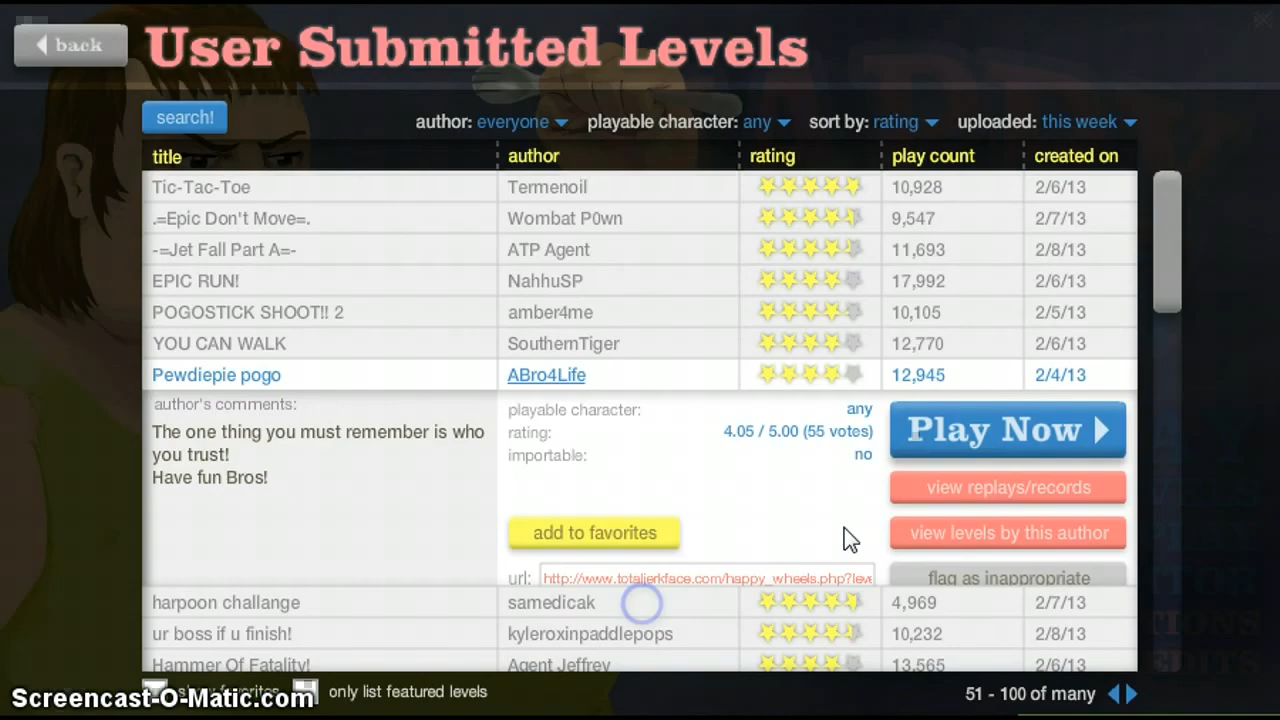 back
User Submitted Levels
search!
author: everyone playable character: any sort by: rating uploaded: this week
title author rating play count created on
Tic-Tac-Toe Termenoil 10,928 2/6/13
.=Epic Don't Move=. Wombat P0wn 9,547 2/7/13
-=Jet Fall Part A=- ATP Agent 11,693 2/8/13
EPIC RUN! NahhuSP 17,992 2/6/13
POGOSTICK SHOOT!! 2 amber4me 10,105 2/5/13
YOU CAN WALK SouthernTiger 12,770 2/6/13
Pewdiepie pogo ABro4Life 12,945 2/4/13
author's comments:
The one thing you must remember is who
you trust!
Have fun Bros!
playable character: any
rating: 4.05 / 5.00 (55 votes)
importable: no
add to favorites
url: http://www.totaljerkface.com/happy_wheels.php?leve
Play Now
view replays/records
view levels by this author
flag as inappropriate
harpoon challange samedicak 4,969 2/7/13
ur boss if u finish! kyleroxinpaddlepops 10,232 2/8/13
Hammer Of Fatality! Agent Jeffrey 13,565 2/6/13
only list featured levels
51 - 100 of many
Screencast-O-Matic.com